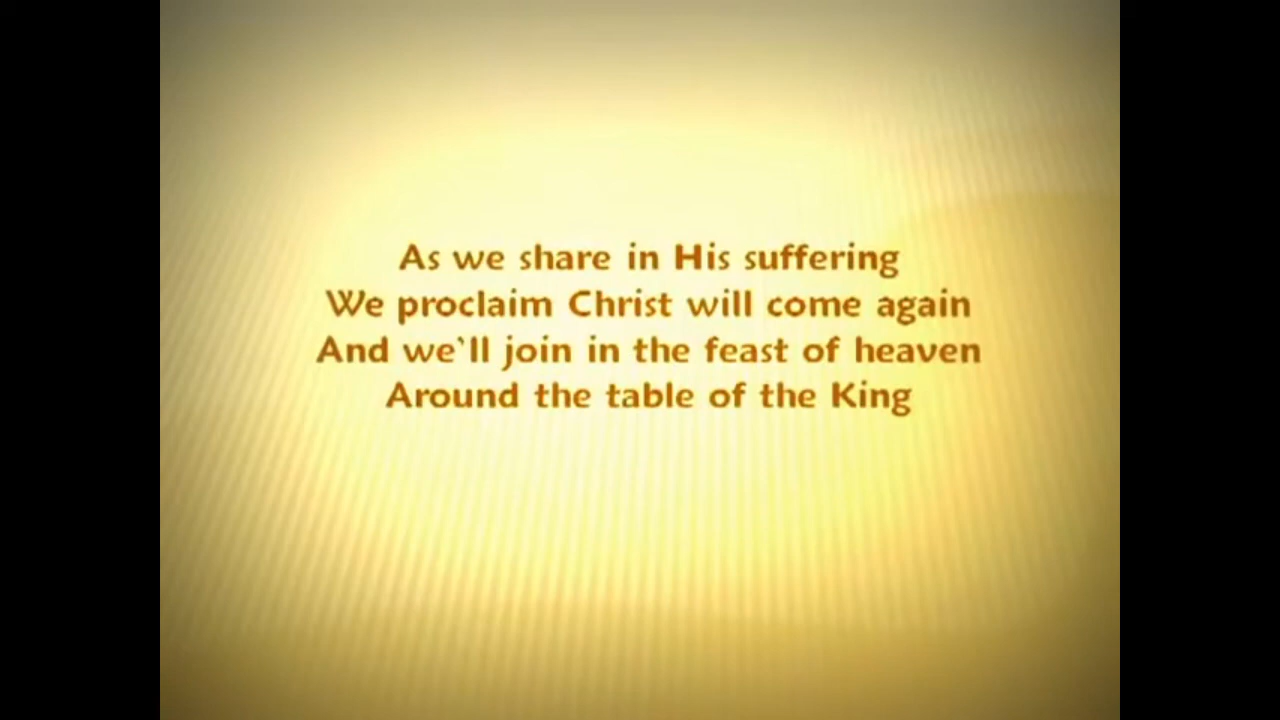 As we share in His suffering
We proclaim Christ will come again
And we`ll join in the feast of heaven
Around the table of the King